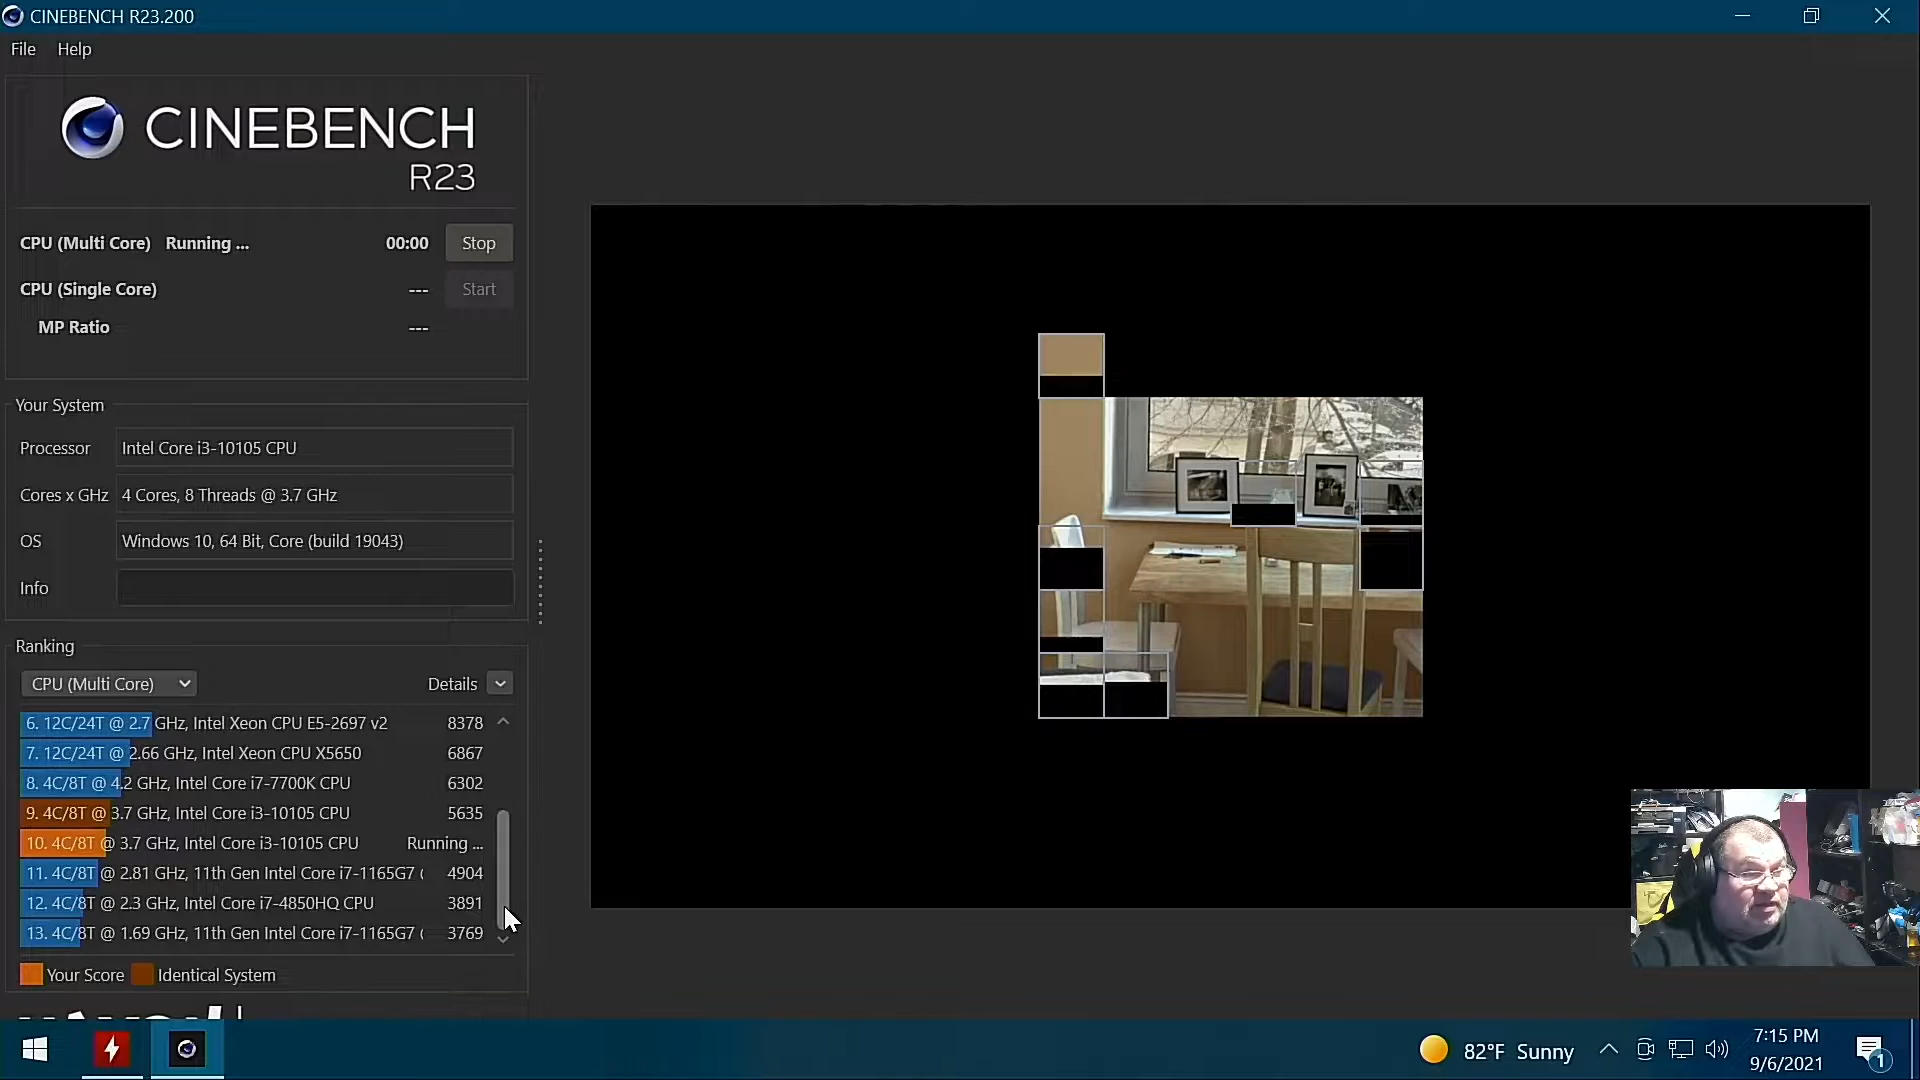 CINEBENCH R23.200
File Help
CINEBENCH
R23
CPU (Multi Core) Running ... 00:00 Stop
CPU (Single Core) --- Start
MP Ratio ---
Your System
Processor Intel Core i3-10105 CPU
Cores x GHz 4 Cores, 8 Threads @ 3.7 GHz
OS Windows 10, 64 Bit, Core (build 19043)
Info
Ranking
CPU (Multi Core) Details
6. 12C/24T @ 2.7 GHz, Intel Xeon CPU E5-2697 v2 8378
7. 12C/24T @ 2.66 GHz, Intel Xeon CPU X5650 6867
8. 4C/8T @ 4.2 GHz, Intel Core i7-7700K CPU 6302
9. 4C/8T @ 3.7 GHz, Intel Core i3-10105 CPU 5635
10. 4C/8T @ 3.7 GHz, Intel Core i3-10105 CPU Running ...
11. 4C/8T @ 2.81 GHz, 11th Gen Intel Core i7-1165G7 ( 4904
12. 4C/8T @ 2.3 GHz, Intel Core i7-4850HQ CPU 3891
13. 4C/8T @ 1.69 GHz, 11th Gen Intel Core i7-1165G7 ( 3769
Your Score Identical System
82°F Sunny
7:15 PM
9/6/2021
1